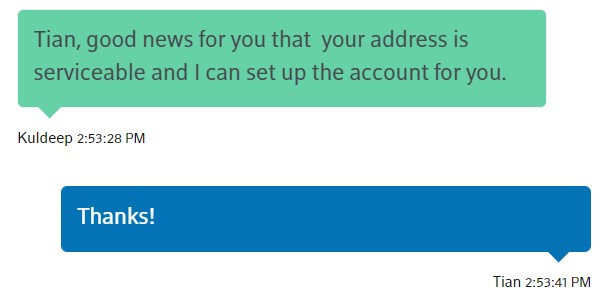 Tian, good news for you that  your address is
serviceable and I can set up the account for you.
Kuldeep 2:53:28 PM
Thanks!
Tian 2:53:41 PM